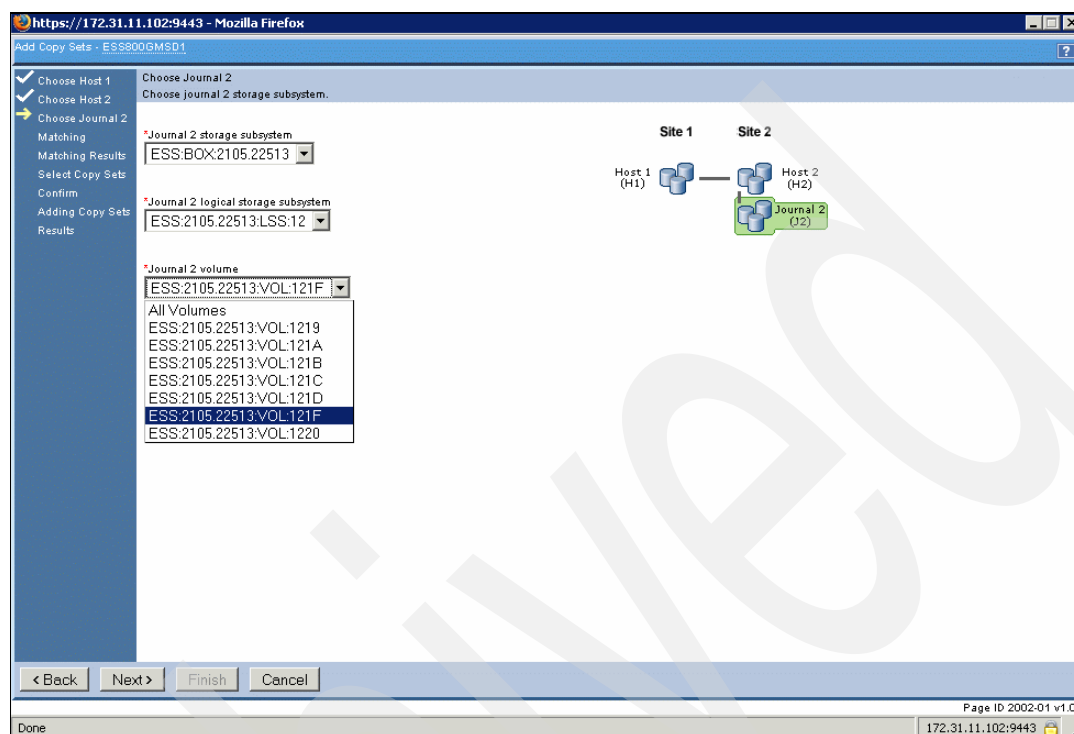 https://172.31.11.102:9443 - Mozilla Firefox
Add Copy Sets - ESS800GMSD1
?
Choose Host 1
Choose Host 2
Choose Journal 2
Matching
Matching Results
Select Copy Sets
Confirm
Adding Copy Sets
Results
Choose Journal 2
Choose journal 2 storage subsystem.
*Journal 2 storage subsystem
ESS:BOX:2105.22513
*Journal 2 logical storage subsystem
ESS:2105.22513:LSS:12
*Journal 2 volume
ESS:2105.22513:VOL:121F
All Volumes
ESS:2105.22513:VOL:1219
ESS:2105.22513:VOL:121A
ESS:2105.22513:VOL:121B
ESS:2105.22513:VOL:121C
ESS:2105.22513:VOL:121D
ESS:2105.22513:VOL:121F
ESS:2105.22513:VOL:1220
Site 1 Site 2
Host 1
(H1)
Host 2
(H2)
Journal 2
(J2)
< Back Next > Finish Cancel
Page ID 2002-01 v1.0
Done 172.31.11.102:9443